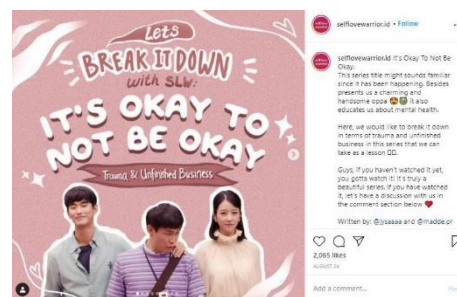 Lets
BREAK IT DOWN
with SLW:
IT'S OKAY TO
NOT BE OKAY
Trauma & Unfinished Business
selflovewarrior.id • Follow
selflovewarrior.id It's Okay To Not Be
Okay.
This series title might sounds familiar
since it has been happening. Besides
presents us a charming and
handsome oppa 😍 it also
educates us about mental health.
Here, we would like to break it down
in terms of trauma and unfinished
business in this series that we can
take as a lesson
Guys, if you haven't watched it yet,
you gotta watch it! It's truly a
beautiful series. If you have watched
it, let's have a discussion with us in
the comment section below ❤
Written by: @jysaaaa and @madde.pr
2,065 likes
AUGUST 24
Add a comment...